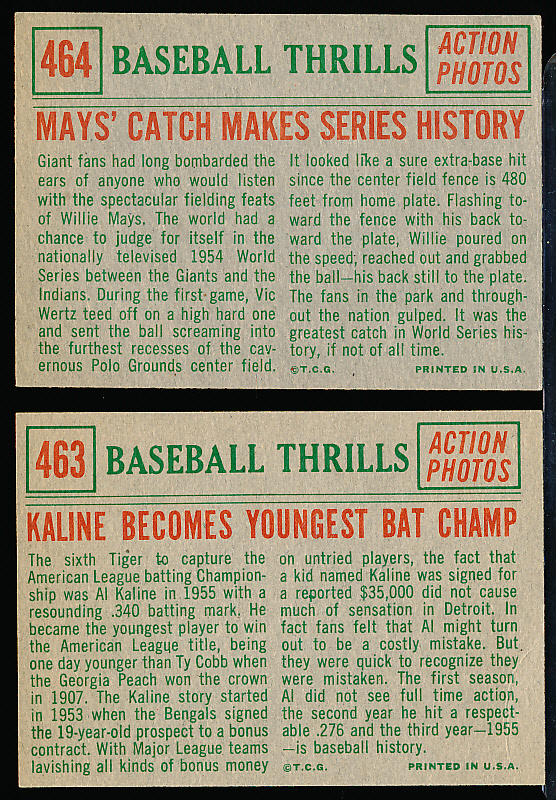 464
BASEBALL THRILLS
ACTION
PHOTOS
MAYS' CATCH MAKES SERIES HISTORY
Giant fans had long bombarded the
ears of anyone who would listen
with the spectacular fielding feats
of Willie Mays. The world had a
chance to judge for itself in the
nationally televised 1954 World
Series between the Giants and the
Indians. During the first game, Vic
Wertz teed off on a high hard one
and sent the ball screaming into
the furthest recesses of the cav-
ernous Polo Grounds center field.
It looked like a sure extra-base hit
since the center field fence is 480
feet from home plate. Flashing to-
ward the fence with his back to-
ward the plate, Willie poured on
the speed, reached out and grabbed
the ball—his back still to the plate.
The fans in the park and through-
out the nation gulped. It was the
greatest catch in World Series his-
tory, if not of all time.
©T.C.G. PRINTED IN U.S.A.
463
BASEBALL THRILLS
ACTION
PHOTOS
KALINE BECOMES YOUNGEST BAT CHAMP
The sixth Tiger to capture the
American League batting Champion-
ship was Al Kaline in 1955 with a
resounding .340 batting mark. He
became the youngest player to win
the American League title, being
one day younger than Ty Cobb when
the Georgia Peach won the crown
in 1907. The Kaline story started
in 1953 when the Bengals signed
the 19-year-old prospect to a bonus
contract. With Major League teams
lavishing all kinds of bonus money
on untried players, the fact that
a kid named Kaline was signed for
a reported $35,000 did not cause
much of sensation in Detroit. In
fact fans felt that Al might turn
out to be a costly mistake. But
they were quick to recognize they
were mistaken. The first season,
Al did not see full time action,
the second year he hit a respect-
able .276 and the third year—1955
—is baseball history.
©T.C.G. PRINTED IN U.S.A.